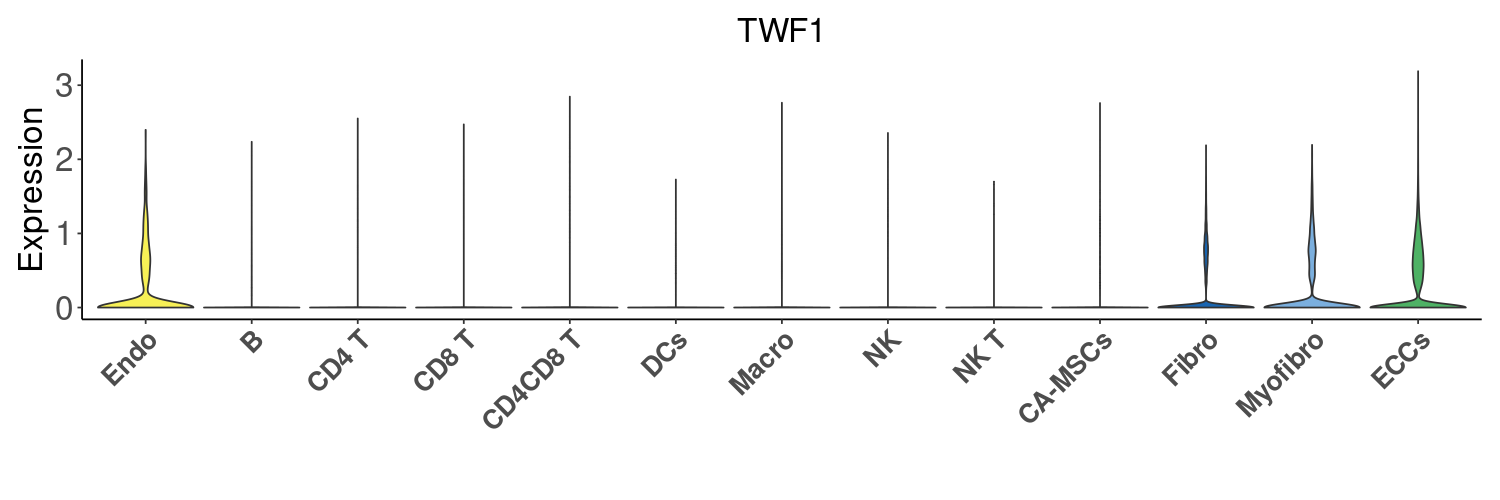 TWF1
Expression
3
2
1
0
Endo
B
CD4 T
CD8 T
CD4CD8 T
DCs
Macro
NK
NK T
CA-MSCs
Fibro
Myofibro
ECCs